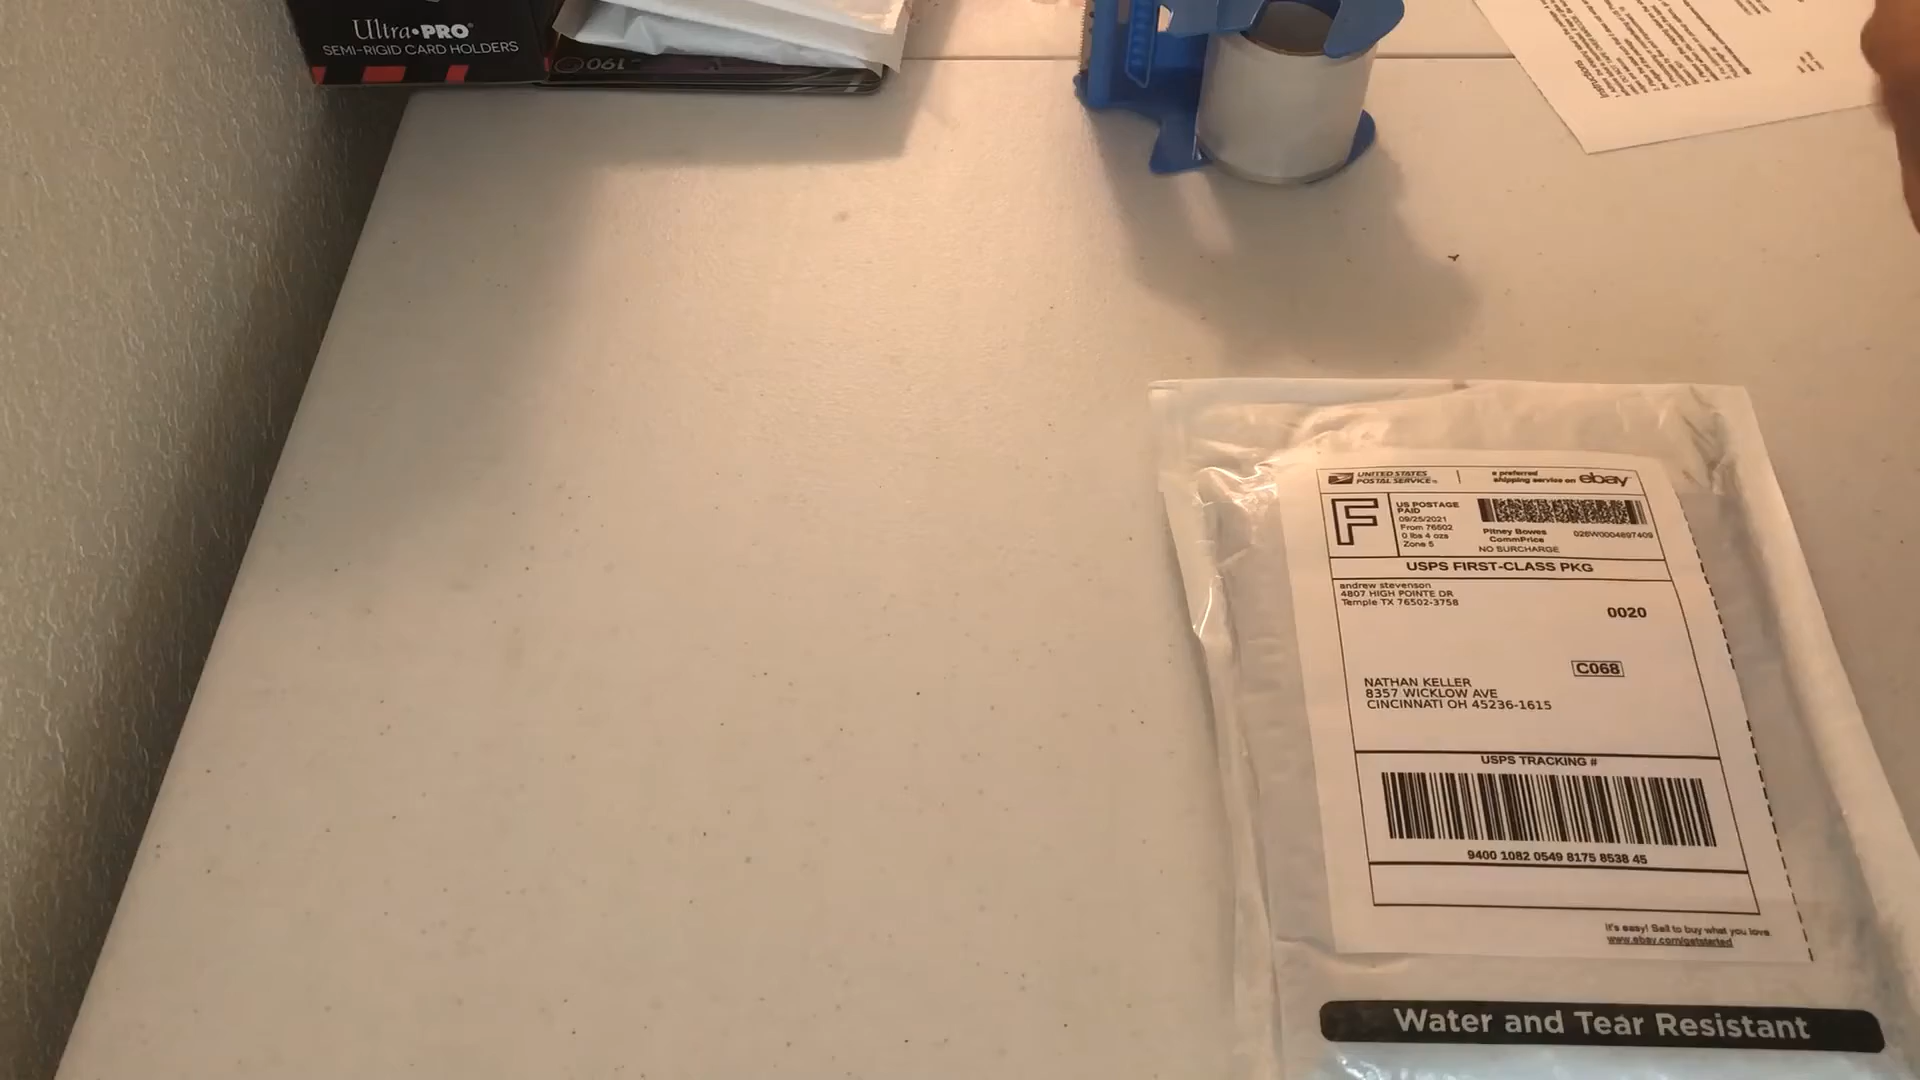 Ultra•PRO®
SEMI-RIGID CARD HOLDERS
190
Instructions
UNITED STATES
POSTAL SERVICE®
a preferred
shipping service on ebay
F
US POSTAGE
PAID
09/25/2021
From 76502
0 lbs 4 ozs
Zone 5
Pitney Bowes
CommPrice
NO SURCHARGE
026W0004897409
USPS FIRST-CLASS PKG
andrew stevenson
4807 HIGH POINTE DR
Temple TX 76502-3758
0020
C068
NATHAN KELLER
8357 WICKLOW AVE
CINCINNATI OH 45236-1615
USPS TRACKING #
9400 1082 0549 8175 8538 45
It's easy! Sell to buy what you love.
www.ebay.com/getstarted
Water and Tear Resistant